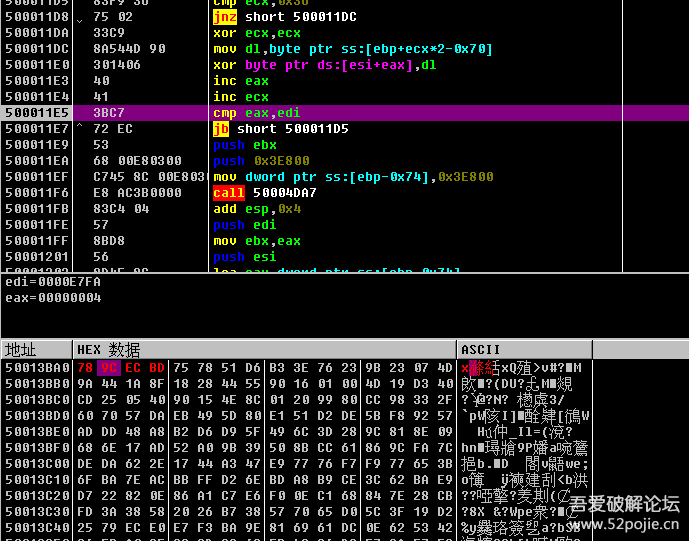 500011D5 83F9 38 cmp ecx,0x38
500011D8 75 02 jnz short 500011DC
500011DA 33C9 xor ecx,ecx
500011DC 8A544D 90 mov dl,byte ptr ss:[ebp+ecx*2-0x70]
500011E0 301406 xor byte ptr ds:[esi+eax],dl
500011E3 40 inc eax
500011E4 41 inc ecx
500011E5 3BC7 cmp eax,edi
500011E7 ^ 72 EC jb short 500011D5
500011E9 53 push ebx
500011EA 68 00E80300 push 0x3E800
500011EF C745 8C 00E803 mov dword ptr ss:[ebp-0x74],0x3E800
500011F6 E8 AC3B0000 call 50004DA7
500011FB 83C4 04 add esp,0x4
500011FE 57 push edi
500011FF 8BD8 mov ebx,eax
50001201 56 push esi
edi=0000E7FA
eax=00000004
地址 HEX 数据 ASCII
50013BA0 78 9C EC BD 75 78 51 D6 B3 3E 76 23 9B 23 07 4D
50013BB0 9A 44 1A 8F 18 28 44 55 90 16 01 00 4D 19 D3 40
50013BC0 CD 25 05 40 90 15 4E 8C 01 20 99 80 CC 98 33 2F
50013BD0 60 70 57 DA EB 49 5D 80 E1 51 D2 DE 5B F8 92 57
50013BE0 AD DD 48 A8 B2 D6 D9 5F 49 6C 3D 28 9C 81 8E 09
50013BF0 68 6E 17 AD 52 A0 9B 39 50 8B CC 61 86 9C FA 7C
50013C00 DE DA 62 2E 17 44 A3 47 E9 77 76 F7 F9 77 65 3B
50013C10 6F BA 7E AC BB FF D2 6E BD A8 B9 CE 3C 62 BA E9
50013C20 D7 22 82 0E 86 A1 C7 E6 F0 0E C1 68 84 7E 28 CB
50013C30 FD 3A 38 58 20 26 B7 38 57 70 65 D0 5C 3F 19 D2
50013C40 25 79 EC E0 E7 F3 BA 9E 81 69 61 DC 0E 62 53 42
吾爱破解论坛
www.52pojie.cn